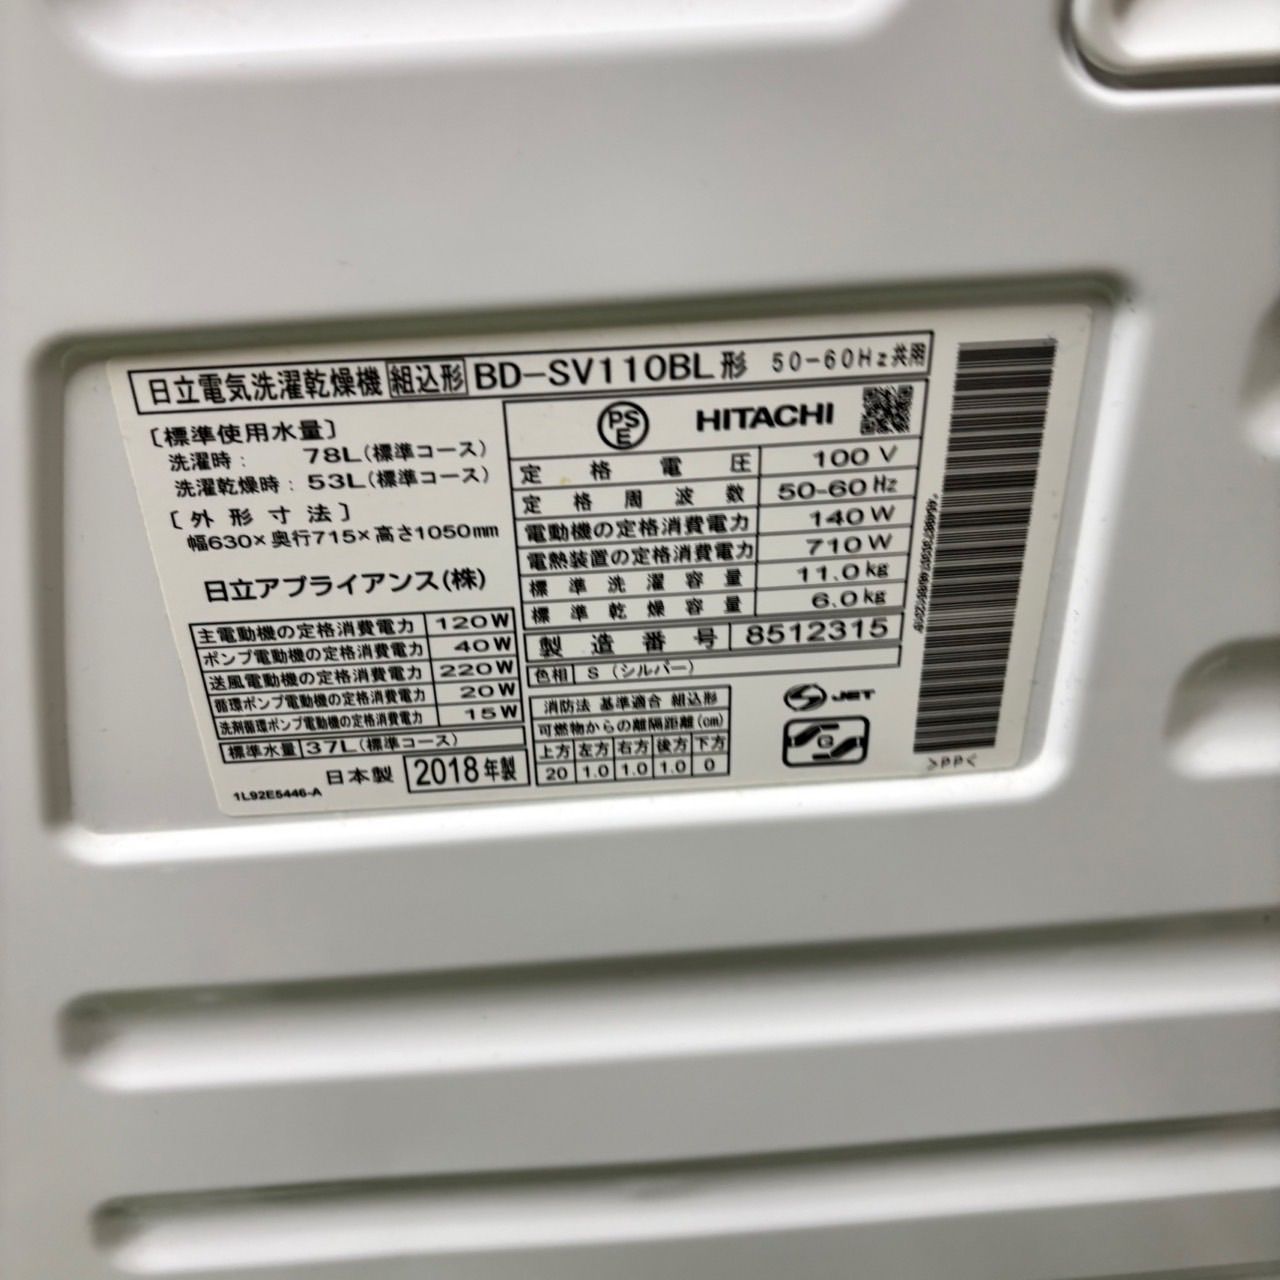 日立電気洗濯乾燥機 組込形 BD-SV110BL形 50-60Hz共用
[標準使用水量]
洗濯時: 78L(標準コース)
洗濯乾燥時: 53L(標準コース)
[外形寸法]
幅630×奥行715×高さ1050mm
日立アプライアンス(株)
主電動機の定格消費電力 120W
ポンプ電動機の定格消費電力 40W
送風電動機の定格消費電力 220W
循環ポンプ電動機の定格消費電力 20W
洗剤循環ポンプ電動機の定格消費電力 15W
標準水量 37L(標準コース)
日本製 2018年製
1L92E5446-A
PSE HITACHI
定格電圧 100V
定格周波数 50-60Hz
電動機の定格消費電力 140W
電熱装置の定格消費電力 710W
標準洗濯容量 11.0kg
標準乾燥容量 6.0kg
製造番号 8512315
色相 S (シルバー)
消防法 基準適合 組込形
可燃物からの離隔距離(cm)
上方 左方 右方 後方 下方
20 1.0 1.0 1.0 0
S JET
G
>PP<